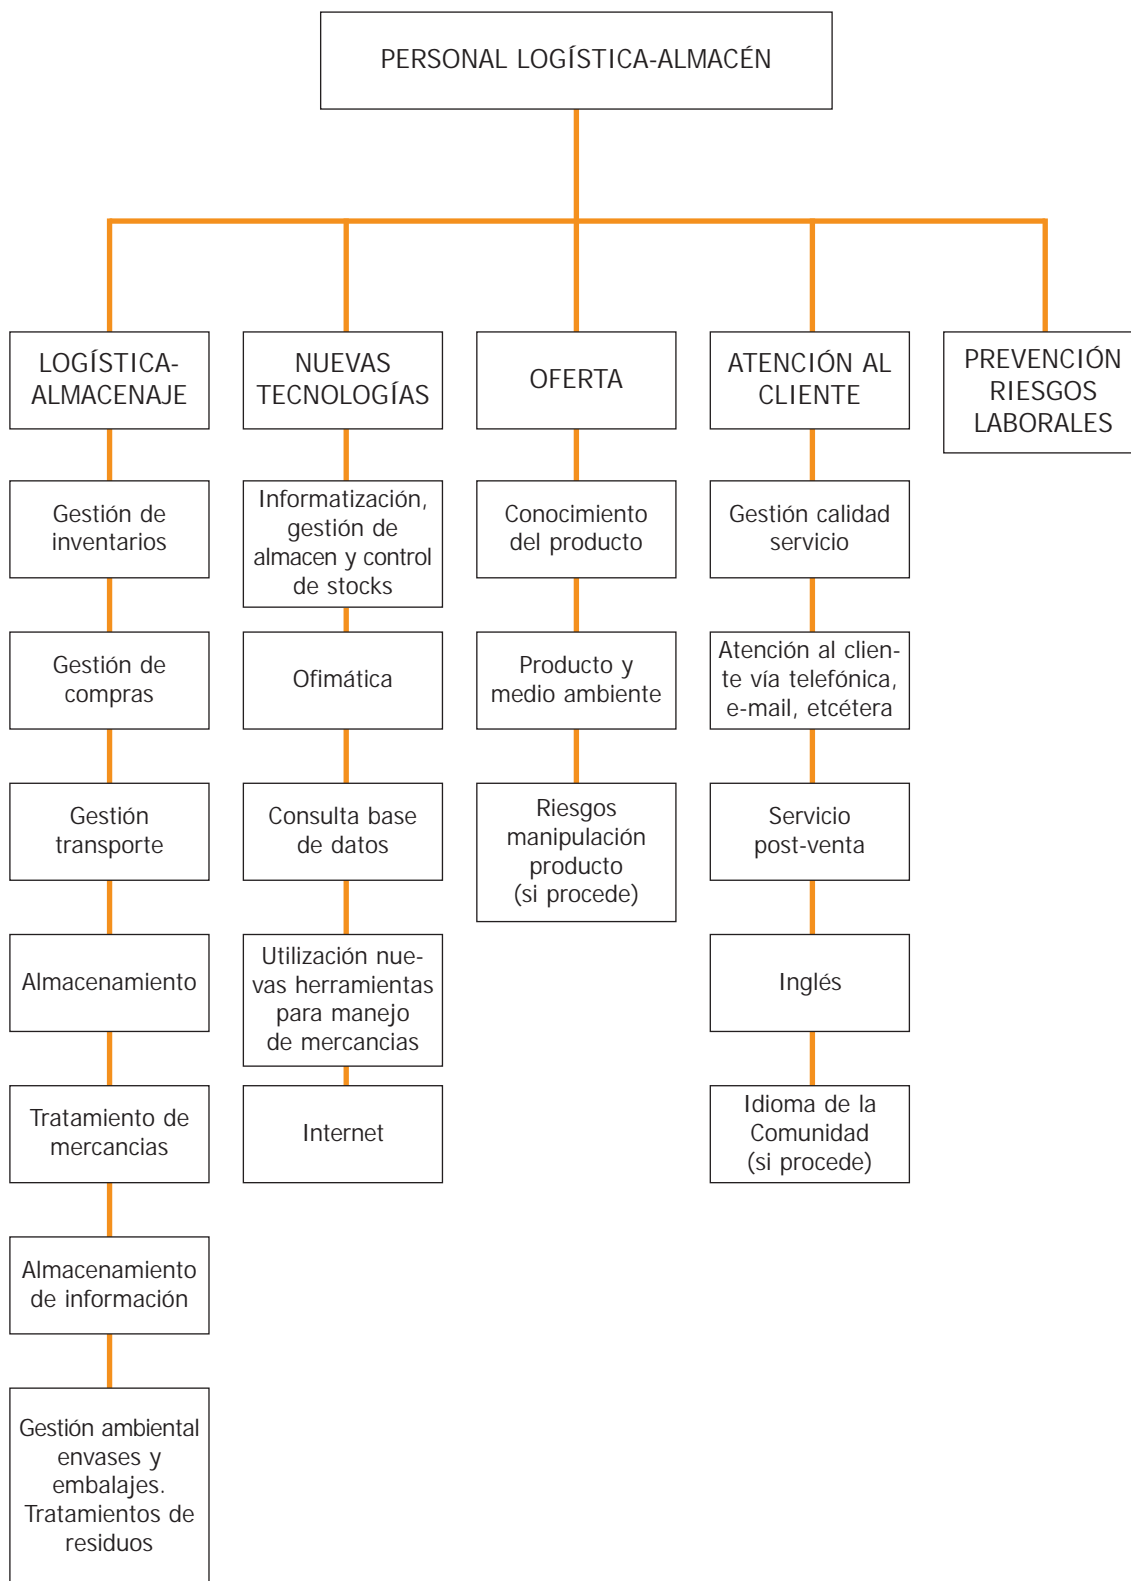 PERSONAL LOGÍSTICA-ALMACÉN
LOGÍSTICA-
ALMACENAJE
Gestión de
inventarios
Gestión de
compras
Gestión
transporte
Almacenamiento
Tratamiento de
mercancias
Almacenamiento
de información
Gestión ambiental
envases y
embalajes.
Tratamientos de
residuos
NUEVAS
TECNOLOGÍAS
Informatización,
gestión de
almacen y control
de stocks
Ofimática
Consulta base
de datos
Utilización nue-
vas herramientas
para manejo
de mercancias
Internet
OFERTA
Conocimiento
del producto
Producto y
medio ambiente
Riesgos
manipulación
producto
(si procede)
ATENCIÓN AL
CLIENTE
Gestión calidad
servicio
Atención al clien-
te vía telefónica,
e-mail, etcétera
Servicio
post-venta
Inglés
Idioma de la
Comunidad
(si procede)
PREVENCIÓN
RIESGOS
LABORALES